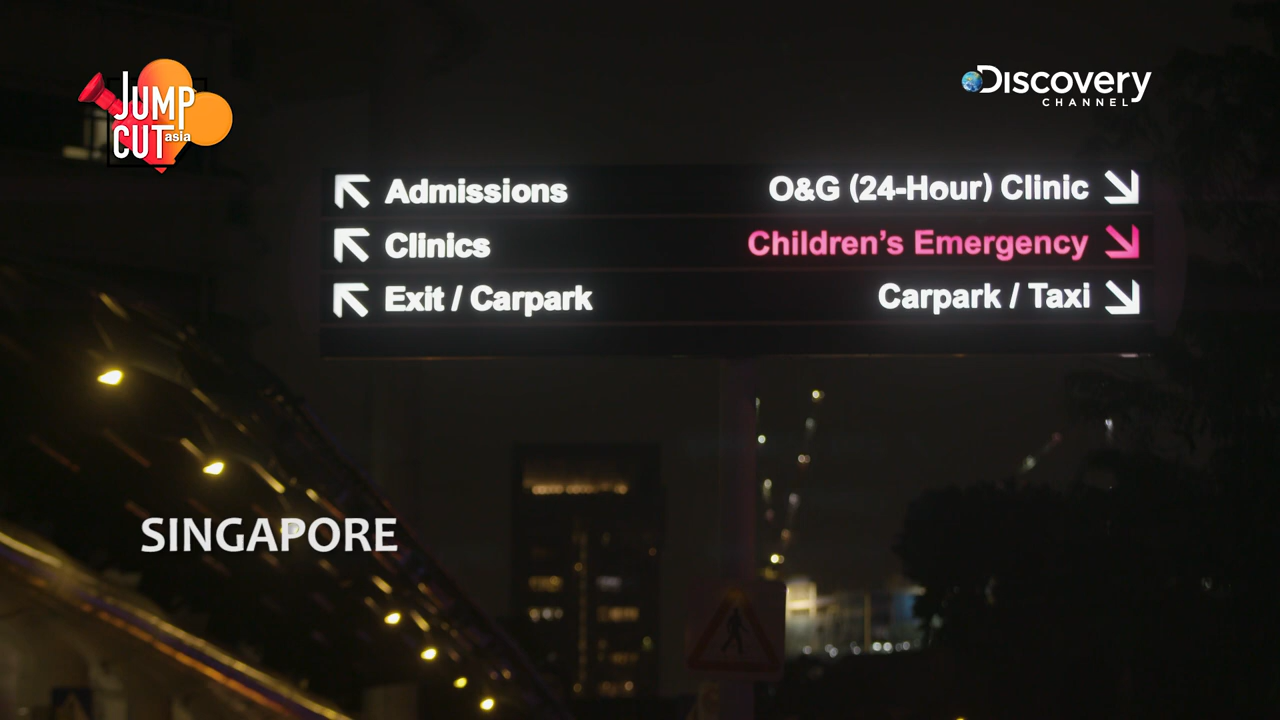 JUMP
CUT asia
Discovery
CHANNEL
Admissions
O&G (24-Hour) Clinic
Clinics
Children's Emergency
Exit / Carpark
Carpark / Taxi
SINGAPORE